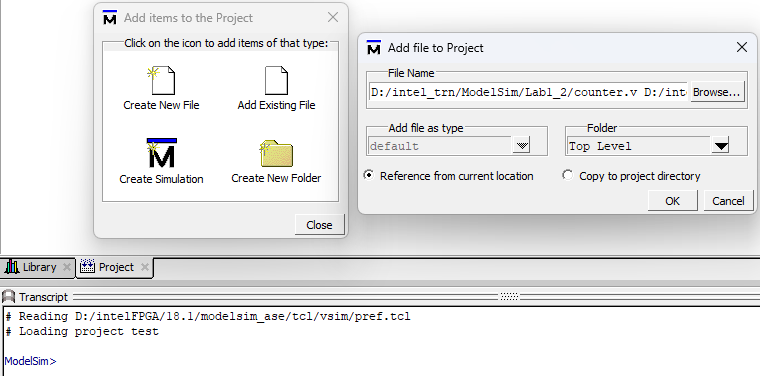 Add items to the Project
Click on the icon to add items of that type:
Create New File
Add Existing File
Create Simulation
Create New Folder
Close
Add file to Project
File Name
D:/intel_trn/ModelSim/Lab1_2/counter.v D:/inte
Browse...
Add file as type
default
Folder
Top Level
Reference from current location
Copy to project directory
OK
Cancel
Library
Project
Transcript
# Reading D:/intelFPGA/18.1/modelsim_ase/tcl/vsim/pref.tcl
# Loading project test
ModelSim>